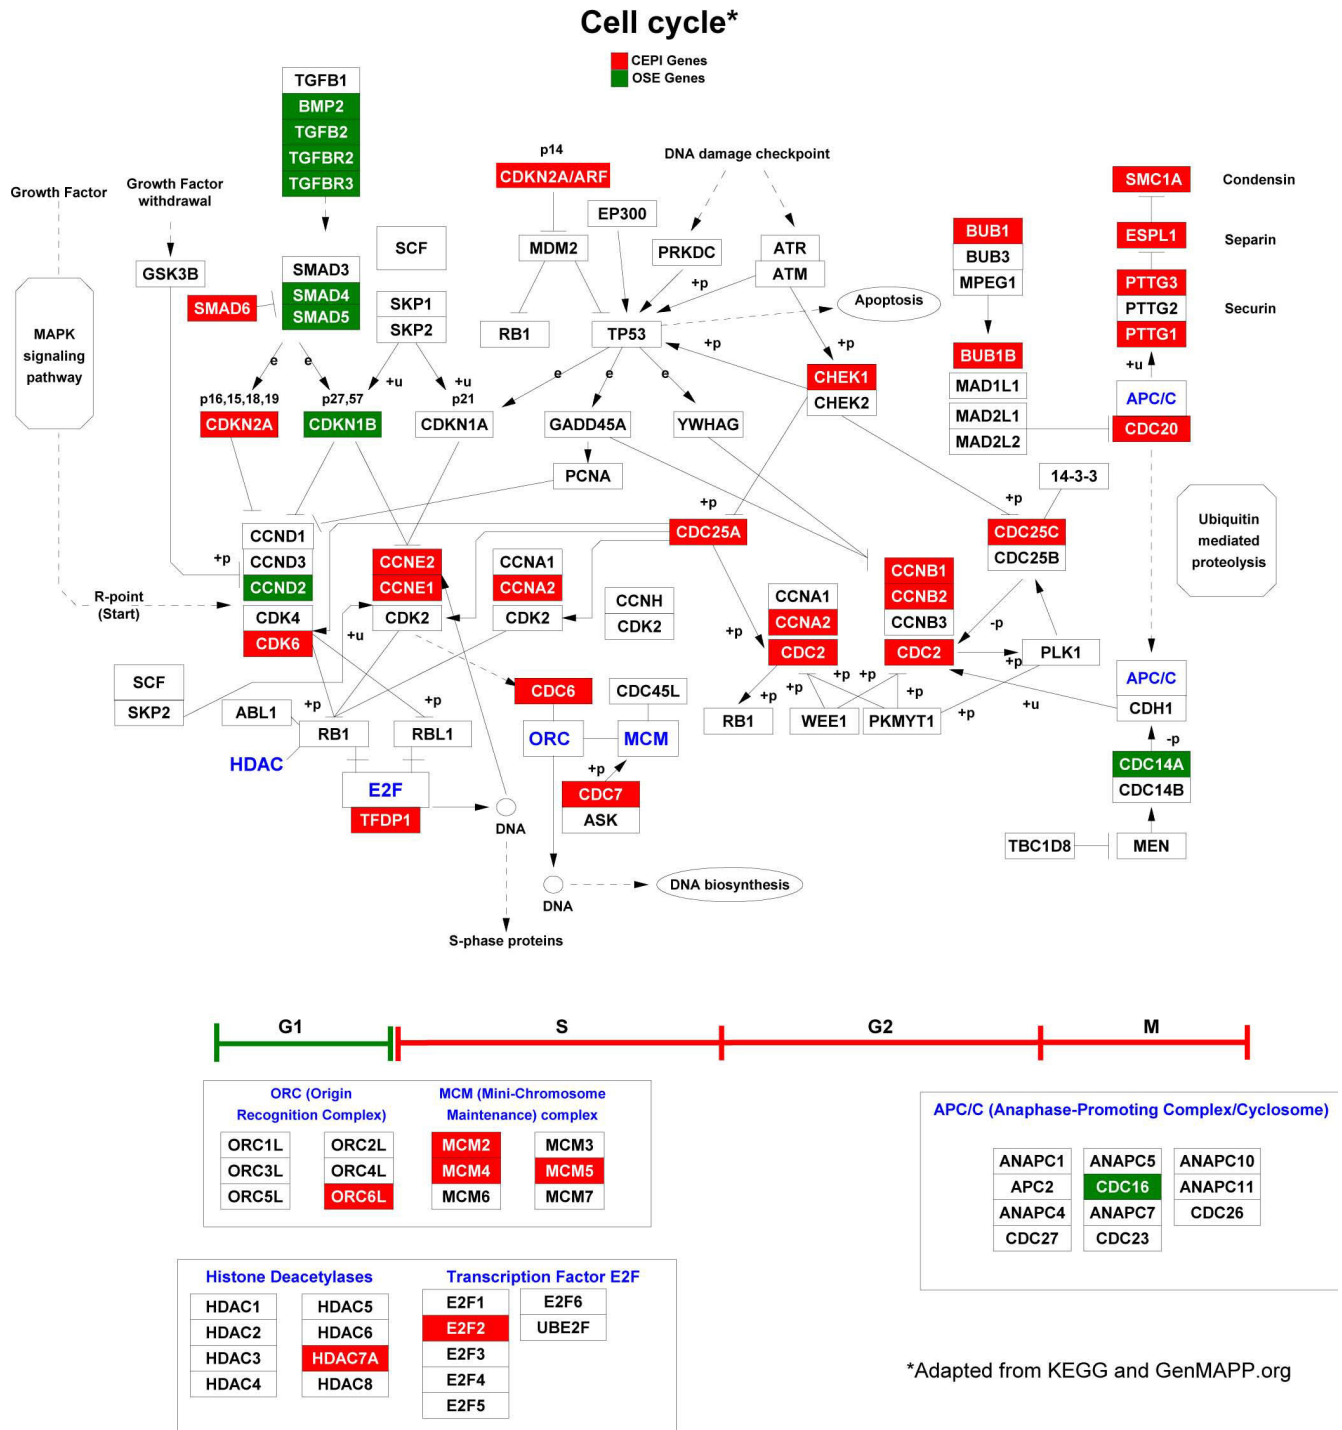 Cell cycle*
CEPI Genes
OSE Genes
TGFB1
BMP2
TGFB2
TGFBR2
TGFBR3
Growth Factor
Growth Factor
withdrawal
GSK3B
SCF
SMAD3
SMAD4
SMAD5
SMAD6
SKP1
SKP2
MAPK
signaling
pathway
e
e
+u
+u
p16,15,18,19
CDKN2A
p27,57
CDKN1B
p21
CDKN1A
p14
CDKN2A/ARF
DNA damage checkpoint
EP300
MDM2
PRKDC
ATR
ATM
+p
Apoptosis
RB1
TP53
+p
+p
e
e
e
CHEK1
CHEK2
GADD45A
YWHAG
PCNA
BUB1
BUB3
MPEG1
BUB1B
MAD1L1
MAD2L1
MAD2L2
SMC1A
Condensin
ESPL1
Separin
PTTG3
PTTG2
PTTG1
Securin
+u
APC/C
CDC20
14-3-3
Ubiquitin
mediated
proteolysis
+p
+p
CDC25A
CDC25C
CDC25B
CCND1
CCND3
CCND2
+p
CDK4
CDK6
R-point
(Start)
CCNE2
CCNE1
CDK2
CCNA1
CCNA2
CDK2
CCNH
CDK2
CCNA1
CCNA2
CDC2
CCNB1
CCNB2
CCNB3
CDC2
+p
-p
+p
PLK1
+u
SCF
SKP2
ABL1
HDAC
+p
RB1
+p
RBL1
E2F
TFDP1
DNA
CDC6
CDC45L
ORC
MCM
+p
CDC7
ASK
DNA
DNA biosynthesis
S-phase proteins
RB1
+p
+p
+p
+p
+p
WEE1
PKMYT1
+p
+u
APC/C
CDH1
-p
CDC14A
CDC14B
TBC1D8
MEN
G1
S
G2
M
ORC (Origin
Recognition Complex)
ORC1L
ORC3L
ORC5L
ORC2L
ORC4L
ORC6L
MCM (Mini-Chromosome
Maintenance) complex
MCM2
MCM4
MCM6
MCM3
MCM5
MCM7
APC/C (Anaphase-Promoting Complex/Cyclosome)
ANAPC1
APC2
ANAPC4
CDC27
ANAPC5
CDC16
ANAPC7
CDC23
ANAPC10
ANAPC11
CDC26
Histone Deacetylases
HDAC1
HDAC2
HDAC3
HDAC4
HDAC5
HDAC6
HDAC7A
HDAC8
Transcription Factor E2F
E2F1
E2F2
E2F3
E2F4
E2F5
E2F6
UBE2F
*Adapted from KEGG and GenMAPP.org